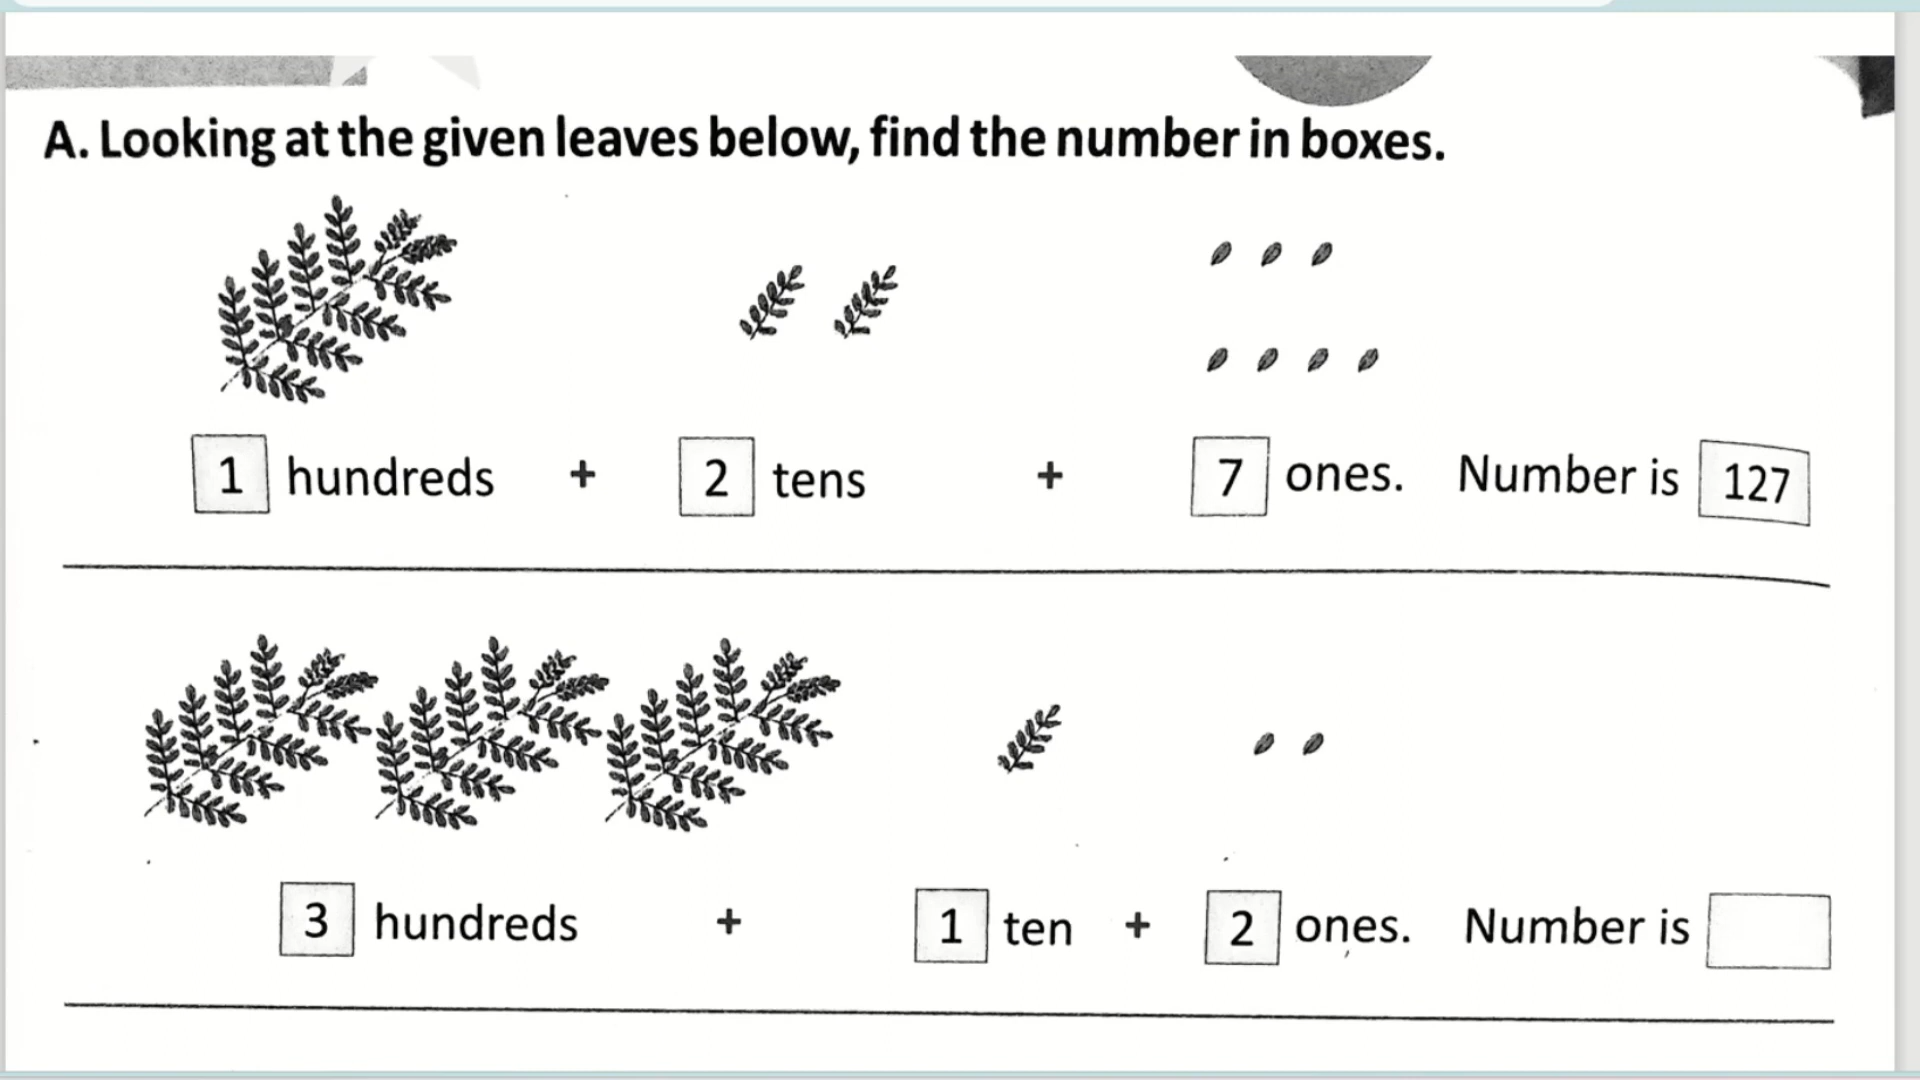 A. Looking at the given leaves below, find the number in boxes.
1 hundreds + 2 tens + 7 ones. Number is 127
3 hundreds + 1 ten + 2 ones. Number is